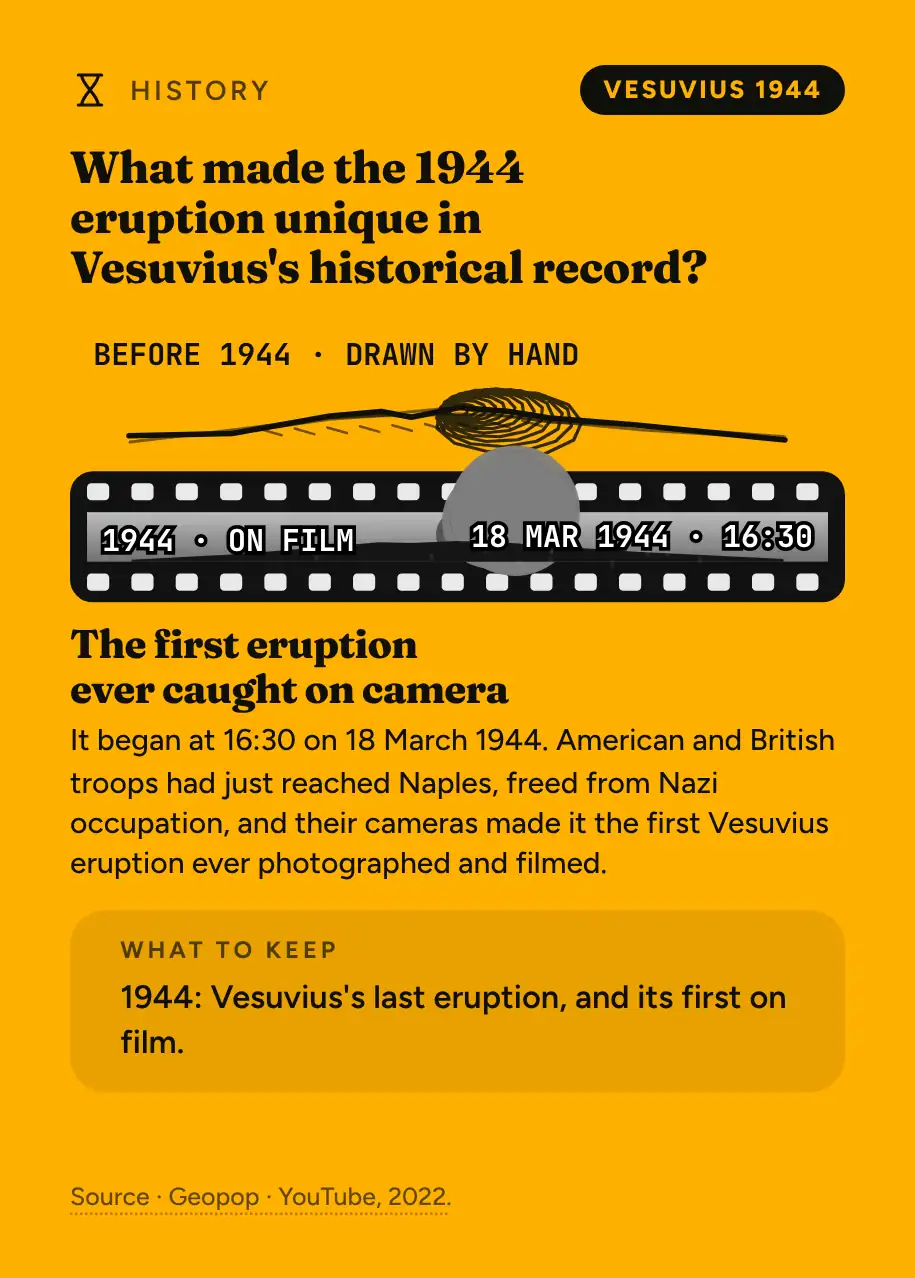 HISTORY
VESUVIUS 1944
What made the 1944
eruption unique in
Vesuvius's historical record?
BEFORE 1944 · DRAWN BY HAND
1944 · ON FILM
18 MAR 1944 · 16:30
The first eruption
ever caught on camera
It began at 16:30 on 18 March 1944. American and British
troops had just reached Naples, freed from Nazi
occupation, and their cameras made it the first Vesuvius
eruption ever photographed and filmed.
WHAT TO KEEP
1944: Vesuvius's last eruption, and its first on
film.
Source · Geopop · YouTube, 2022.